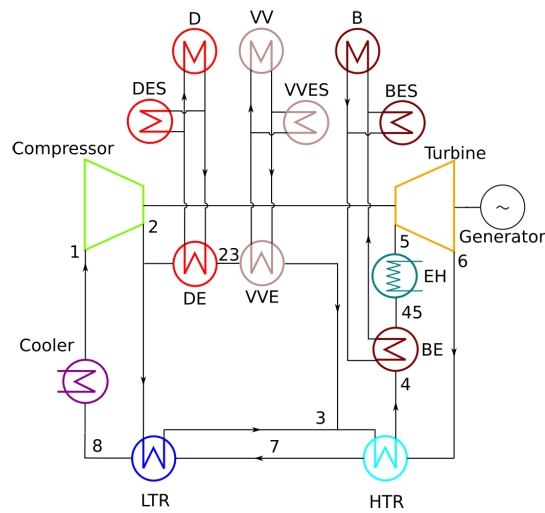 D
VV
B
DES
VVES
BES
Compressor
Turbine
2
1
5
6
~
Generator
23
DE
VVE
EH
45
Cooler
BE
4
3
8
7
LTR
HTR